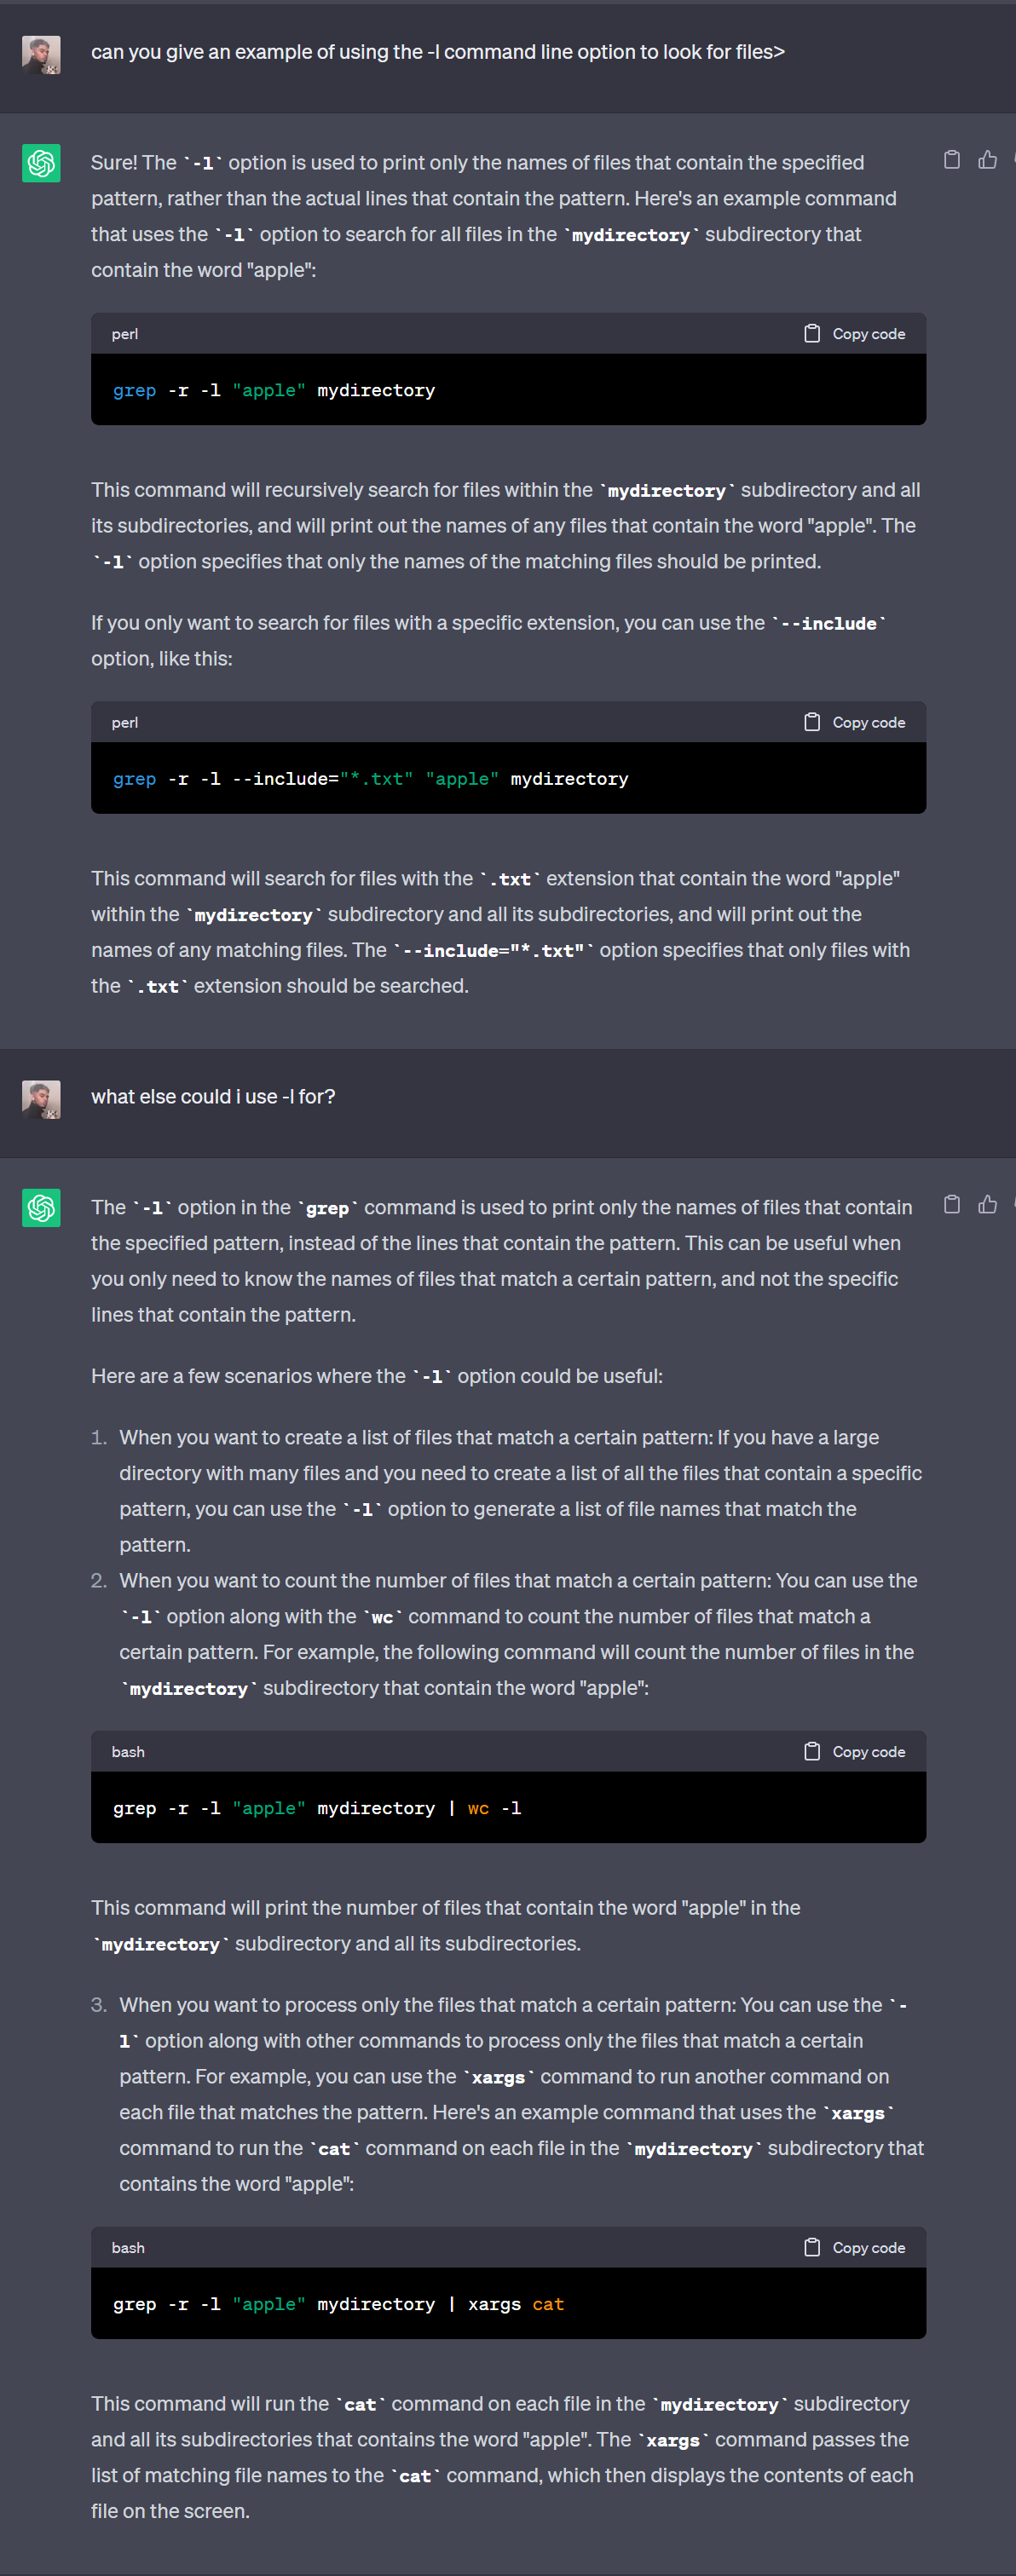 can you give an example of using the -l command line option to look for files>
Sure! The `-l` option is used to print only the names of files that contain the specified
pattern, rather than the actual lines that contain the pattern. Here's an example command
that uses the `-l` option to search for all files in the `mydirectory` subdirectory that
contain the word "apple":
perl Copy code
grep -r -l "apple" mydirectory
This command will recursively search for files within the `mydirectory` subdirectory and all
its subdirectories, and will print out the names of any files that contain the word "apple". The
`-l` option specifies that only the names of the matching files should be printed.
If you only want to search for files with a specific extension, you can use the `--include`
option, like this:
perl Copy code
grep -r -l --include="*.txt" "apple" mydirectory
This command will search for files with the `.txt` extension that contain the word "apple"
within the `mydirectory` subdirectory and all its subdirectories, and will print out the
names of any matching files. The `--include="*.txt"` option specifies that only files with
the `.txt` extension should be searched.
what else could i use -l for?
The `-l` option in the `grep` command is used to print only the names of files that contain
the specified pattern, instead of the lines that contain the pattern. This can be useful when
you only need to know the names of files that match a certain pattern, and not the specific
lines that contain the pattern.
Here are a few scenarios where the `-l` option could be useful:
1. When you want to create a list of files that match a certain pattern: If you have a large
directory with many files and you need to create a list of all the files that contain a specific
pattern, you can use the `-l` option to generate a list of file names that match the
pattern.
2. When you want to count the number of files that match a certain pattern: You can use the
`-l` option along with the `wc` command to count the number of files that match a
certain pattern. For example, the following command will count the number of files in the
`mydirectory` subdirectory that contain the word "apple":
bash Copy code
grep -r -l "apple" mydirectory | wc -l
This command will print the number of files that contain the word "apple" in the
`mydirectory` subdirectory and all its subdirectories.
3. When you want to process only the files that match a certain pattern: You can use the `-
l` option along with other commands to process only the files that match a certain
pattern. For example, you can use the `xargs` command to run another command on
each file that matches the pattern. Here's an example command that uses the `xargs`
command to run the `cat` command on each file in the `mydirectory` subdirectory that
contains the word "apple":
bash Copy code
grep -r -l "apple" mydirectory | xargs cat
This command will run the `cat` command on each file in the `mydirectory` subdirectory
and all its subdirectories that contains the word "apple". The `xargs` command passes the
list of matching file names to the `cat` command, which then displays the contents of each
file on the screen.